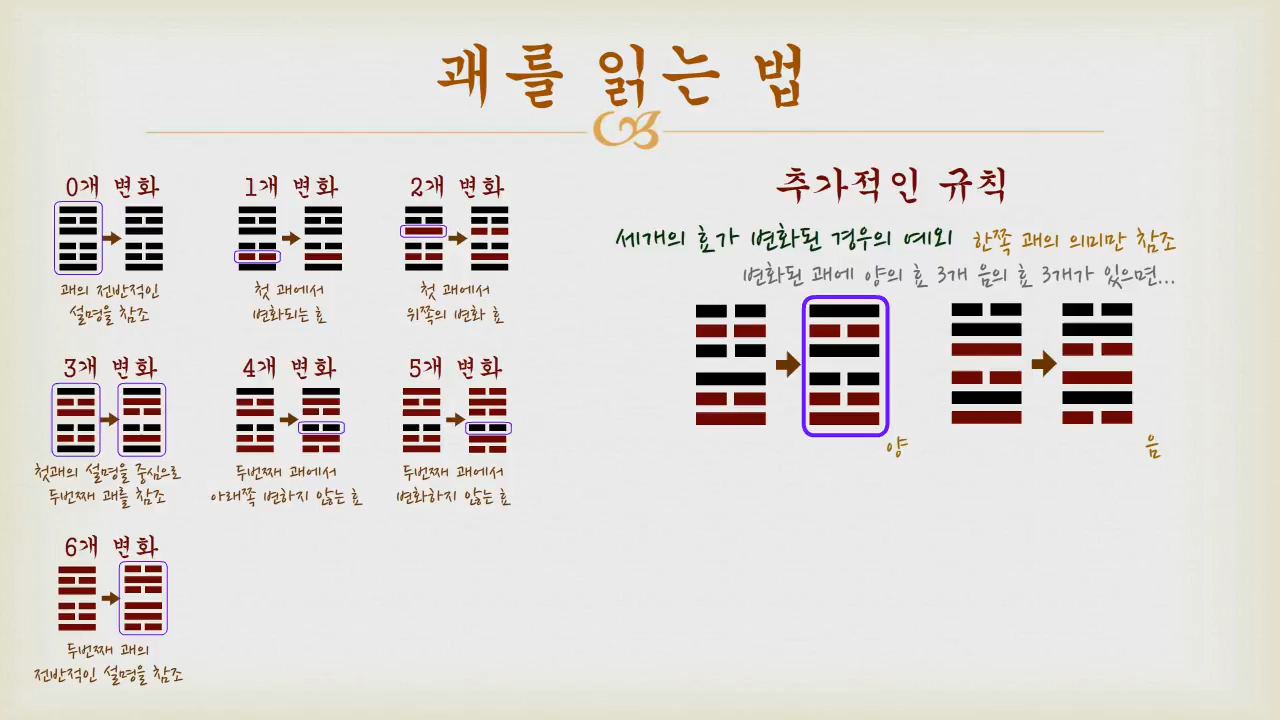 괘를 읽는 법
0개 변화
괘의 전반적인
설명을 참조
1개 변화
첫 괘에서
변화되는 효
2개 변화
첫 괘에서
위쪽의 변화 효
3개 변화
첫괘의 설명을 중심으로
두번째 괘를 참조
4개 변화
두번째 괘에서
아래쪽 변하지 않는 효
5개 변화
두번째 괘에서
변화하지 않는 효
6개 변화
두번째 괘의
전반적인 설명을 참조
추가적인 규칙
세개의 효가 변화된 경우의 예외 한쪽 괘의 의미만 참조
변화된 괘에 양의 효 3개 음의 효 3개가 있으면...
양
음